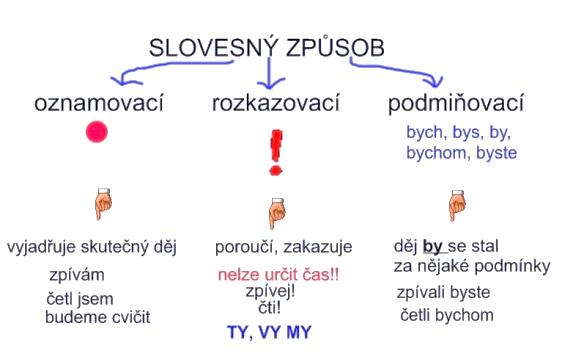 SLOVESNÝ ZPŮSOB
oznamovací
rozkazovací
podmiňovací
bych, bys, by,
bychom, byste
vyjadřuje skutečný děj
zpívám
četl jsem
budeme cvičit
poroučí, zakazuje
nelze určit čas!!
zpívej!
čti!
TY, VY MY
děj by se stal
za nějaké podmínky
zpívali byste
četli bychom